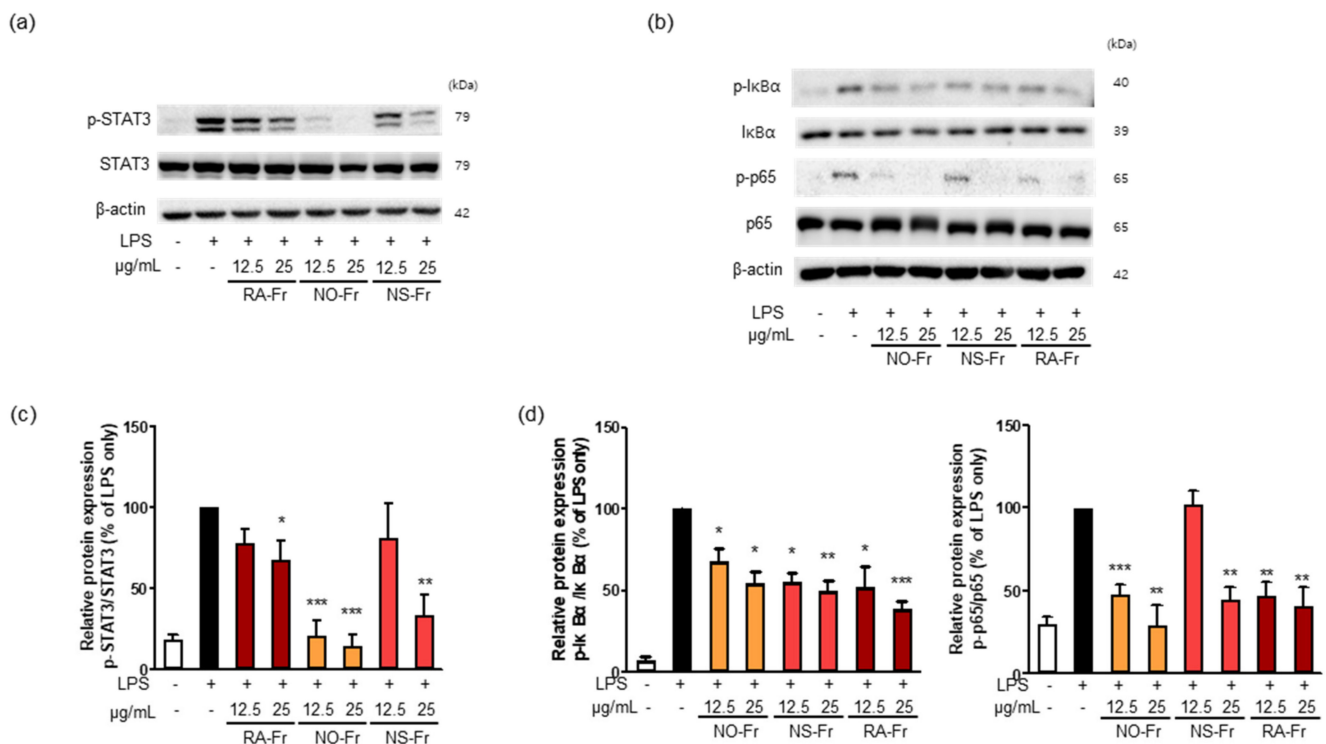 (a)
(kDa)
p-STAT3 79
STAT3 79
β-actin 42
LPS - + + + + + + +
μg/mL - - 12.5 25 12.5 25 12.5 25
RA-Fr NO-Fr NS-Fr
(b)
(kDa)
p-IκBα 40
IκBα 39
p-p65 65
p65 65
β-actin 42
LPS - + + + + + + +
μg/mL - - 12.5 25 12.5 25 12.5 25
NO-Fr NS-Fr RA-Fr
(c)
Relative protein expression
p-STAT3/STAT3 (% of LPS only)
150
100
50
0
* *** *** **
LPS - + + + + + + +
μg/mL - - 12.5 25 12.5 25 12.5 25
RA-Fr NO-Fr NS-Fr
(d)
Relative protein expression
p-Iκ Bα /Iκ Bα (% of LPS only)
150
100
50
0
* * * ** * ***
LPS - + + + + + + +
μg/mL - - 12.5 25 12.5 25 12.5 25
NO-Fr NS-Fr RA-Fr
Relative protein expression
p-p65/p65 (% of LPS only)
150
100
50
0
*** ** ** ** **
LPS - + + + + + + +
μg/mL - - 12.5 25 12.5 25 12.5 25
NO-Fr NS-Fr RA-Fr